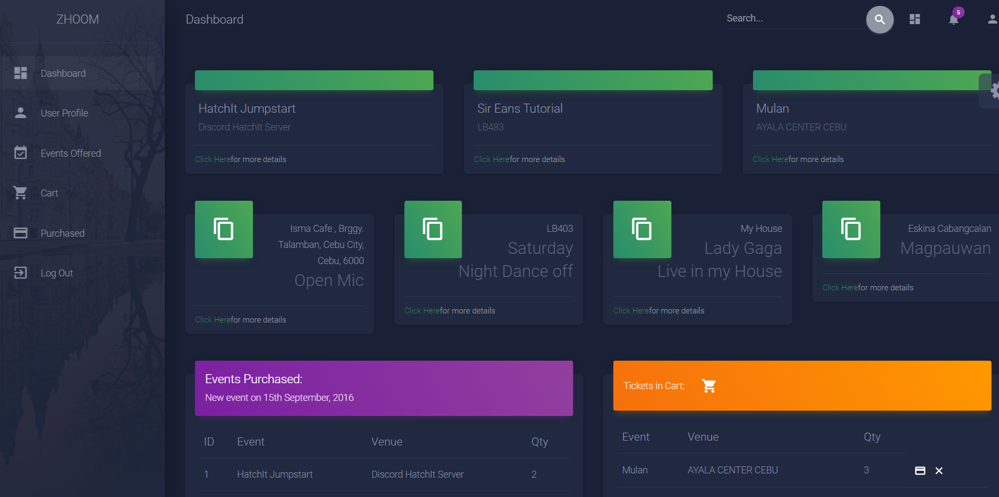 ZHOOM
Dashboard
User Profile
Events Offered
Cart
Purchased
Log Out
Dashboard
Search...
5
HatchIt Jumpstart
Discord HatchIt Server
Click Herefor more details
Sir Eans Tutorial
LB483
Click Herefor more details
Mulan
AYALA CENTER CEBU
Click Herefor more details
Isma Cafe , Brggy.
Talamban, Cebu City,
Cebu, 6000
Open Mic
Click Herefor more details
LB403
Saturday
Night Dance off
Click Herefor more details
My House
Lady Gaga
Live in my House
Click Herefor more details
Eskina Cabangcalan
Magpauwan
Click Herefor more details
Events Purchased:
New event on 15th September, 2016
ID Event Venue Qty
1 HatchIt Jumpstart Discord HatchIt Server 2
Tickets in Cart:
Event Venue Qty
Mulan AYALA CENTER CEBU 3